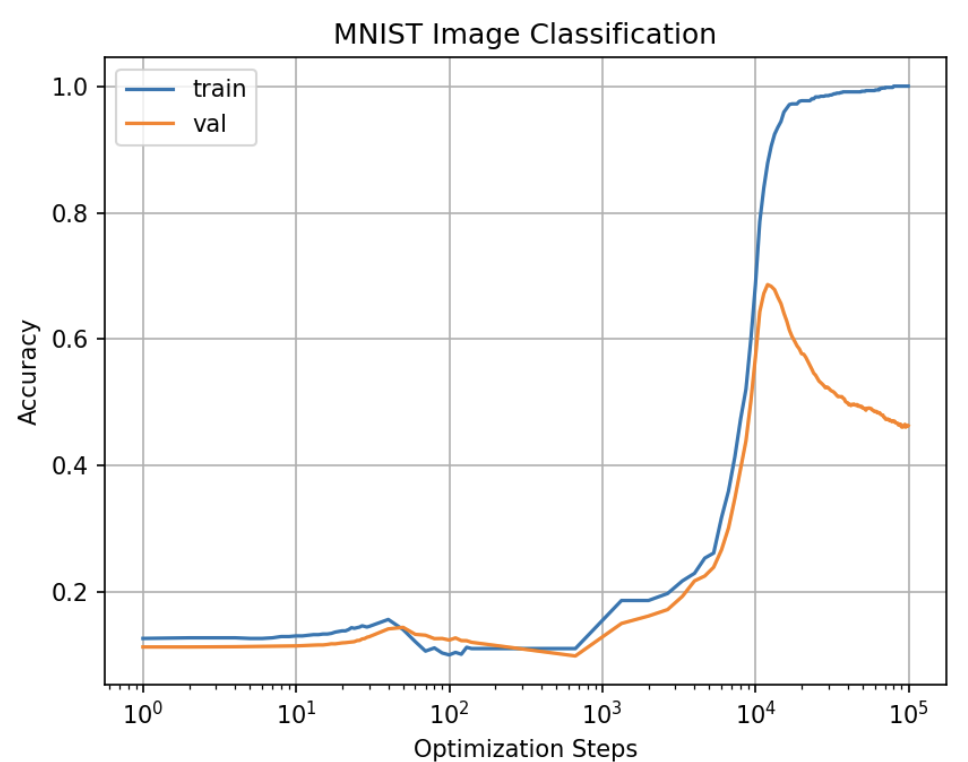 MNIST Image Classification
train
val
1.0
0.8
0.6
0.4
0.2
Accuracy
10⁰ 10¹ 10² 10³ 10⁴ 10⁵
Optimization Steps